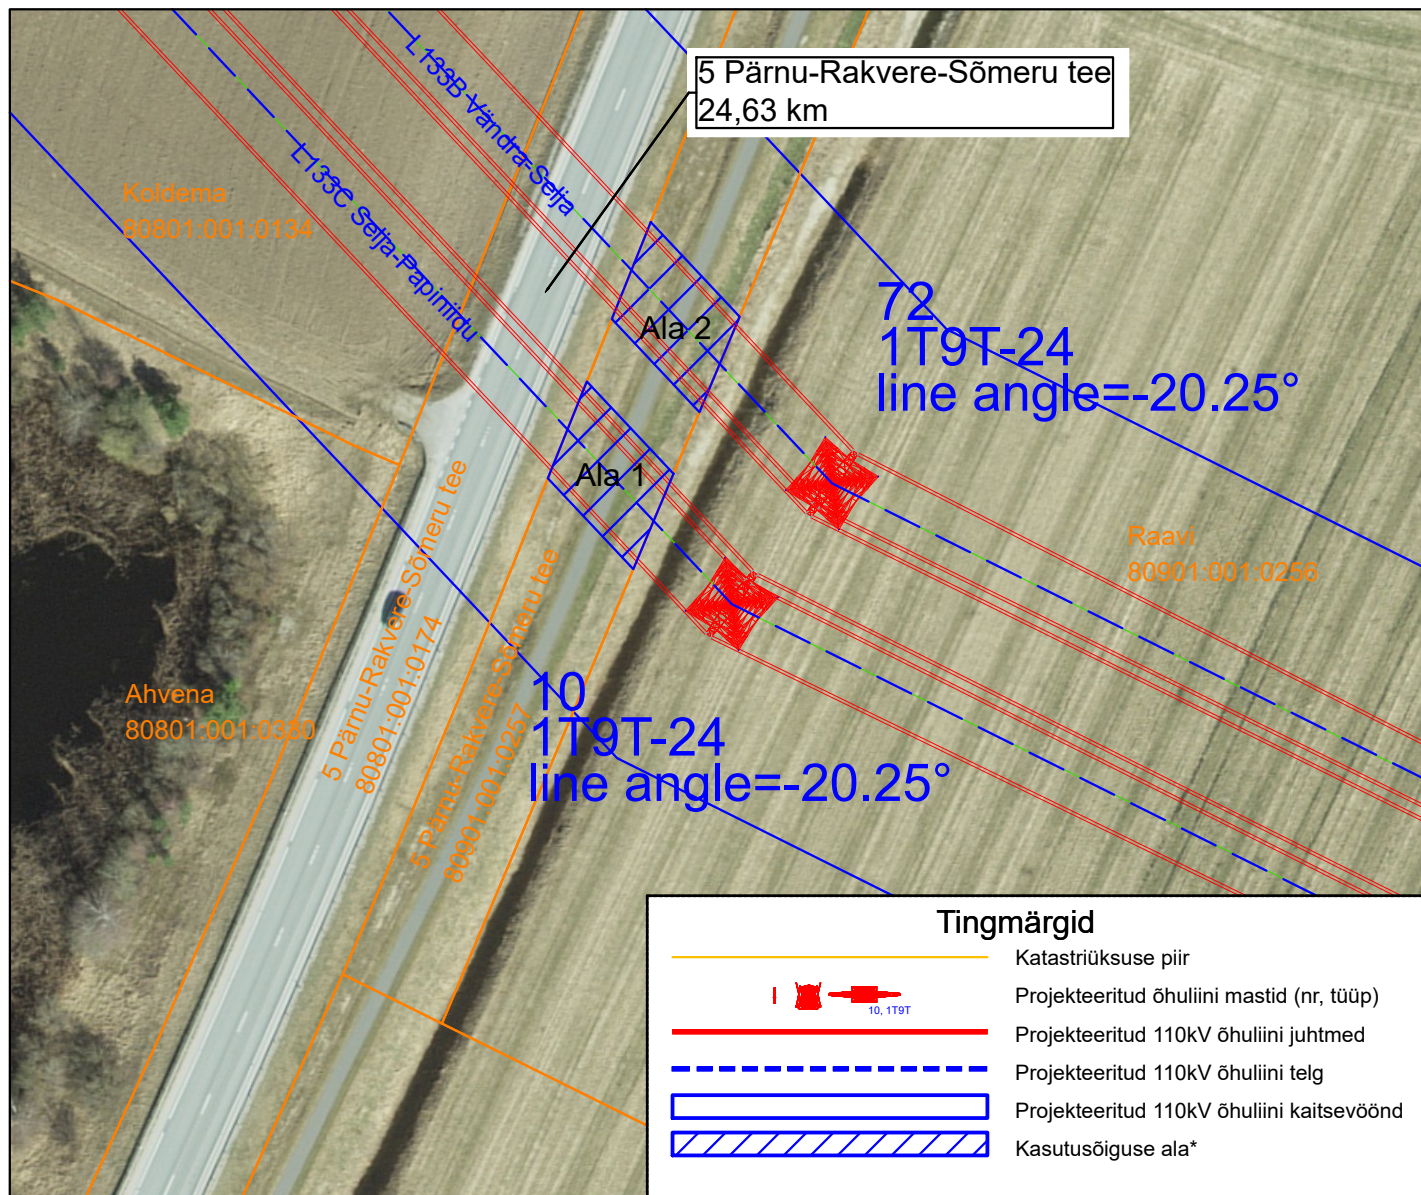 5 Pärnu-Rakvere-Sõmeru tee
24,63 km
L133B Vändra-Selja
L133C Selja-Papiniidu
Koldema
80801:001:0134
Ala 2
72
1T9T-24
line angle=-20.25°
Ala 1
Raavi
80901:001:0256
5 Pärnu-Rakvere-Sõmeru tee
80801:001:0174
5 Pärnu-Rakvere-Sõmeru tee
80901:001:0257
Ahvena
80801:001:0330
10
1T9T-24
line angle=-20.25°
Tingmärgid
Katastriüksuse piir
Projekteeritud õhuliini mastid (nr, tüüp)
10, 1T9T
Projekteeritud 110kV õhuliini juhtmed
Projekteeritud 110kV õhuliini telg
Projekteeritud 110kV õhuliini kaitsevöönd
Kasutusõiguse ala*